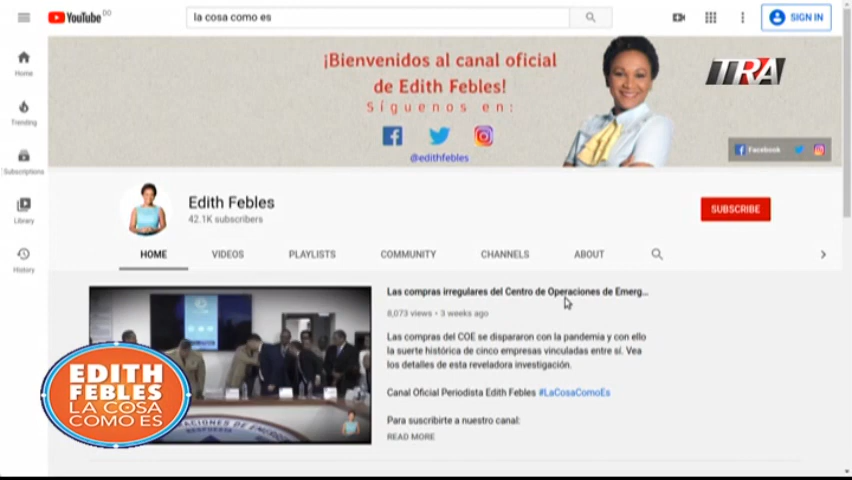 YouTube DO
la cosa como es
SIGN IN
Home
Trending
Subscriptions
Library
History
¡Bienvenidos al canal oficial
de Edith Febles!
Síguenos en:
@edithfebles
TRA
Facebook
Edith Febles
42.1K subscribers
SUBSCRIBE
HOME VIDEOS PLAYLISTS COMMUNITY CHANNELS ABOUT
Las compras irregulares del Centro de Operaciones de Emerg...
8,073 views • 3 weeks ago
Las compras del COE se dispararon con la pandemia y con ello
la suerte histórica de cinco empresas vinculadas entre sí. Vea
los detalles de esta reveladora investigación.
Canal Oficial Periodista Edith Febles #LaCosaComoEs
Para suscribirte a nuestro canal:
READ MORE
EDITH
FEBLES
LA COSA
COMO ES